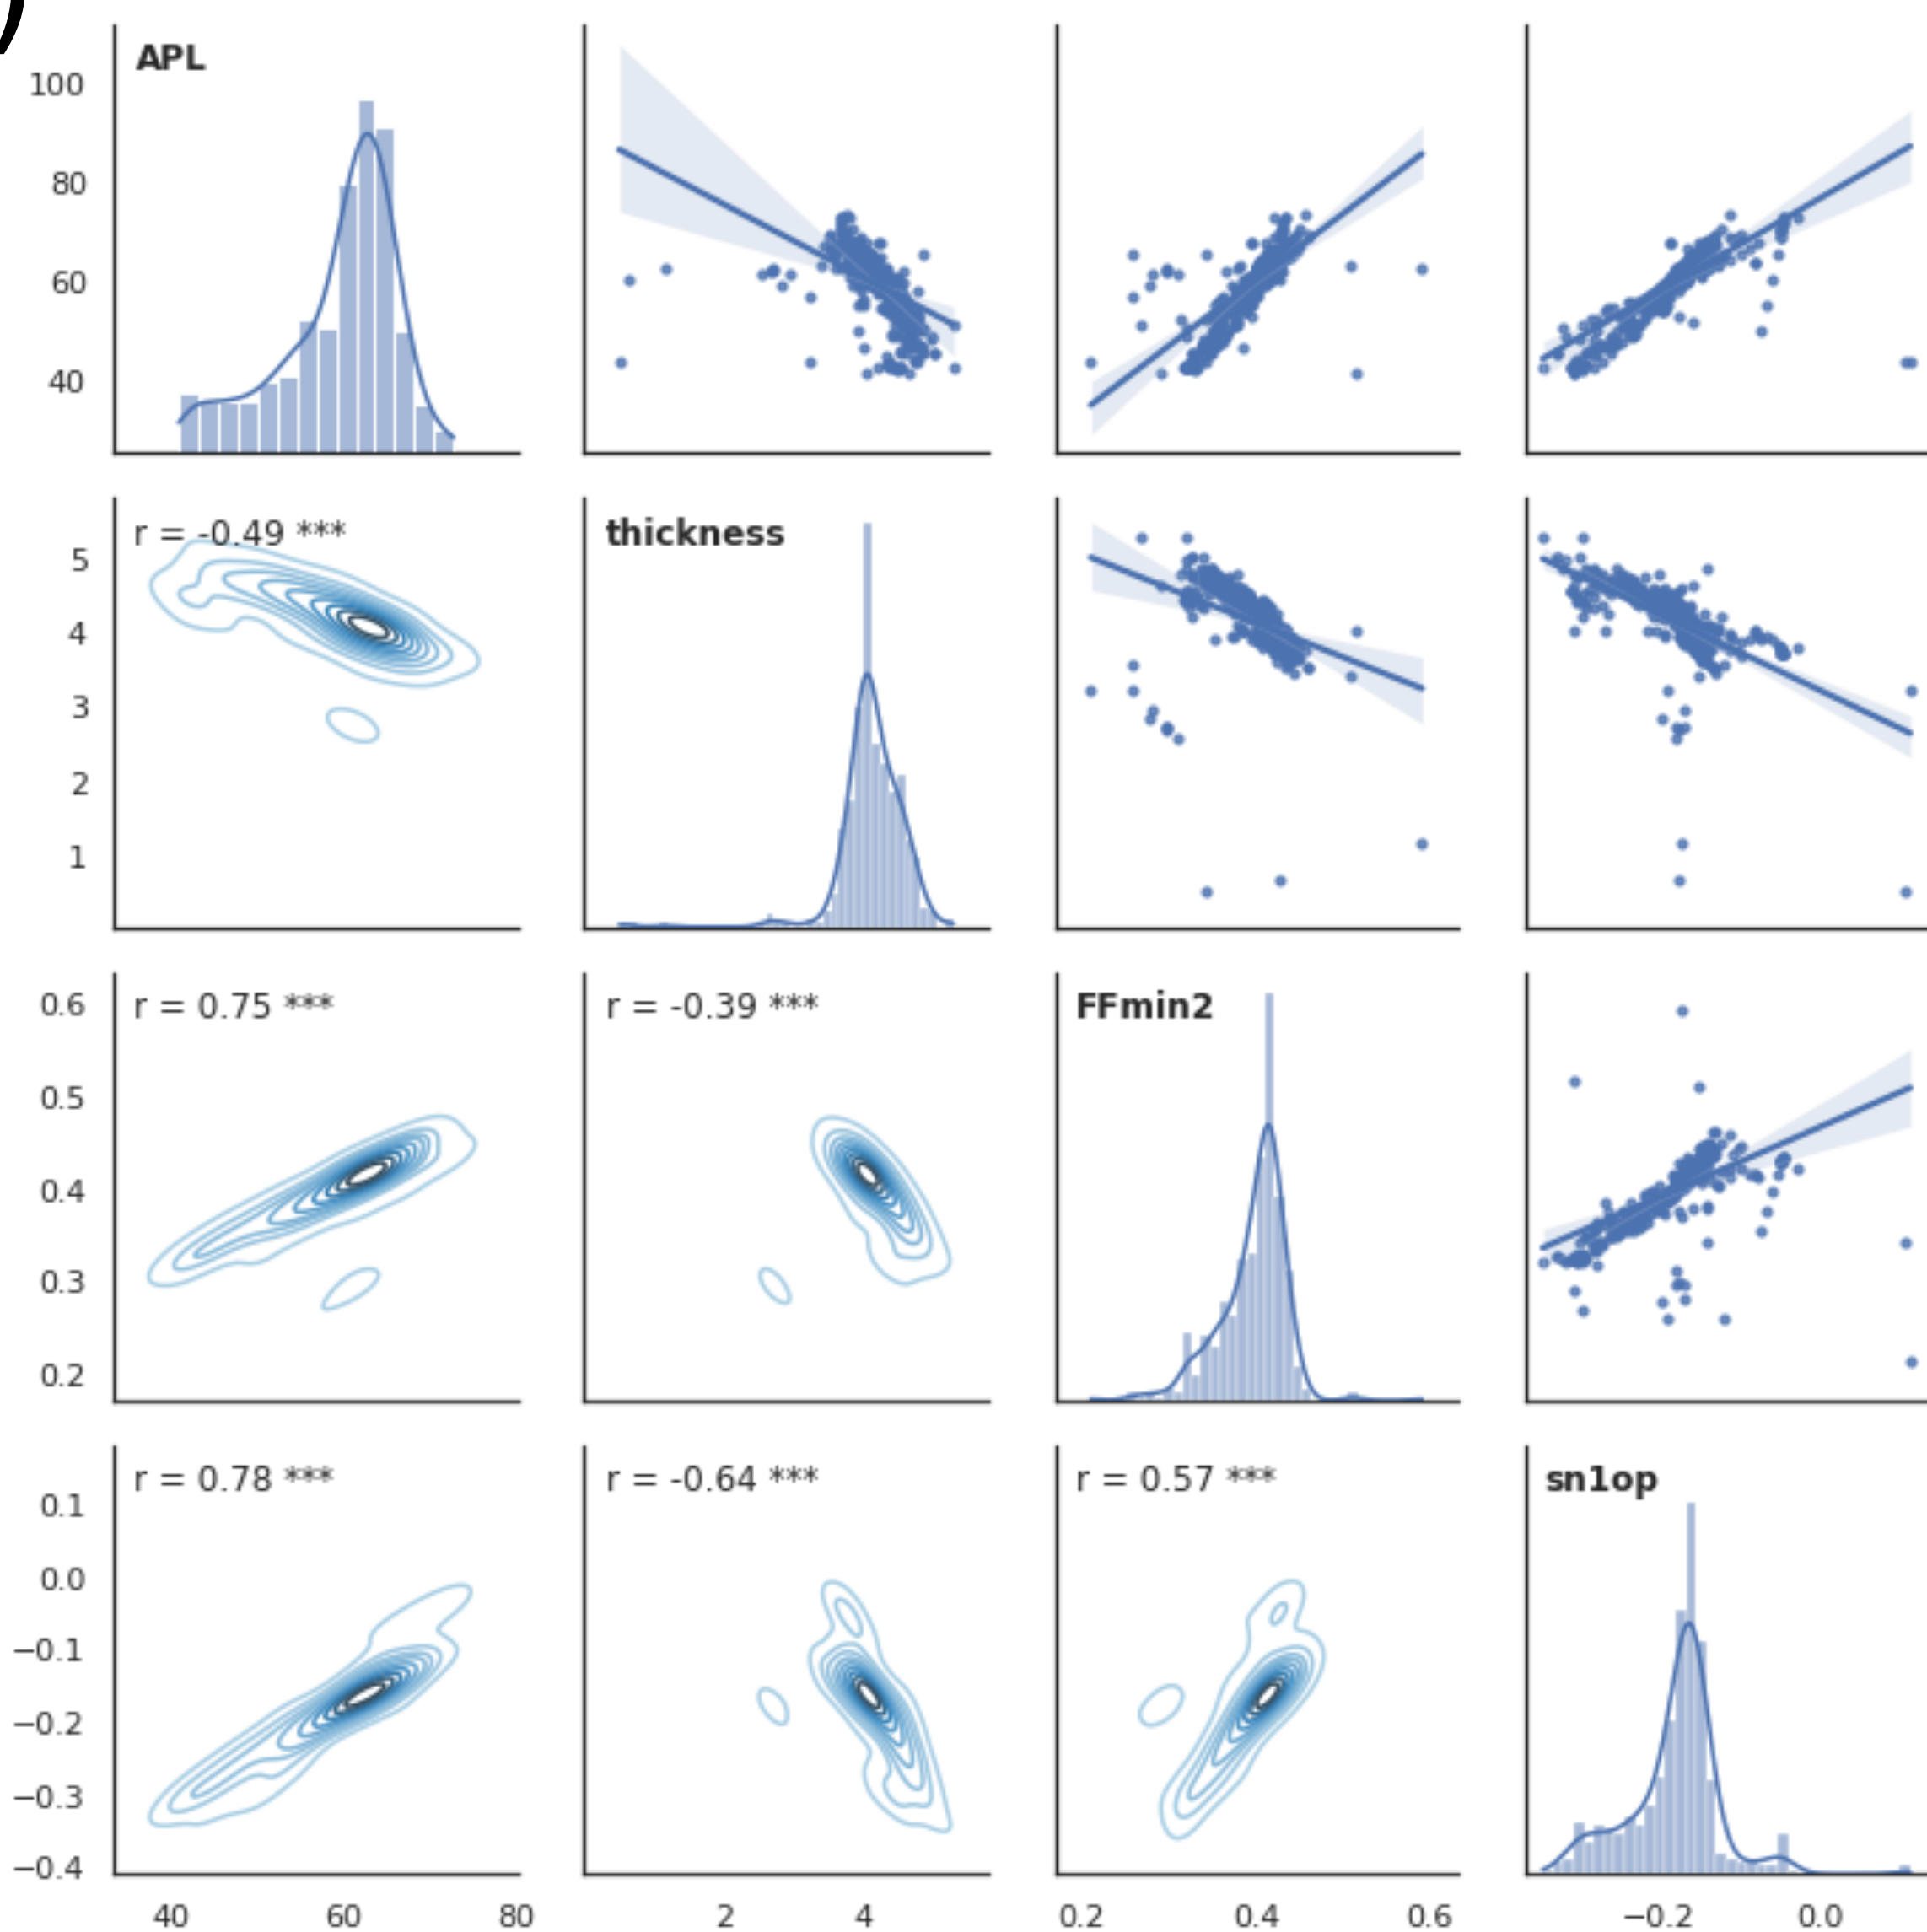 )
APL
100
80
60
40
r = -0.49 ***
thickness
5
4
3
2
1
r = 0.75 ***
r = -0.39 ***
FFmin2
0.6
0.5
0.4
0.3
0.2
r = 0.78 ***
r = -0.64 ***
r = 0.57 ***
sn1op
0.1
0.0
−0.1
−0.2
−0.3
−0.4
40 60 80 2 4 0.2 0.4 0.6 −0.2 0.0